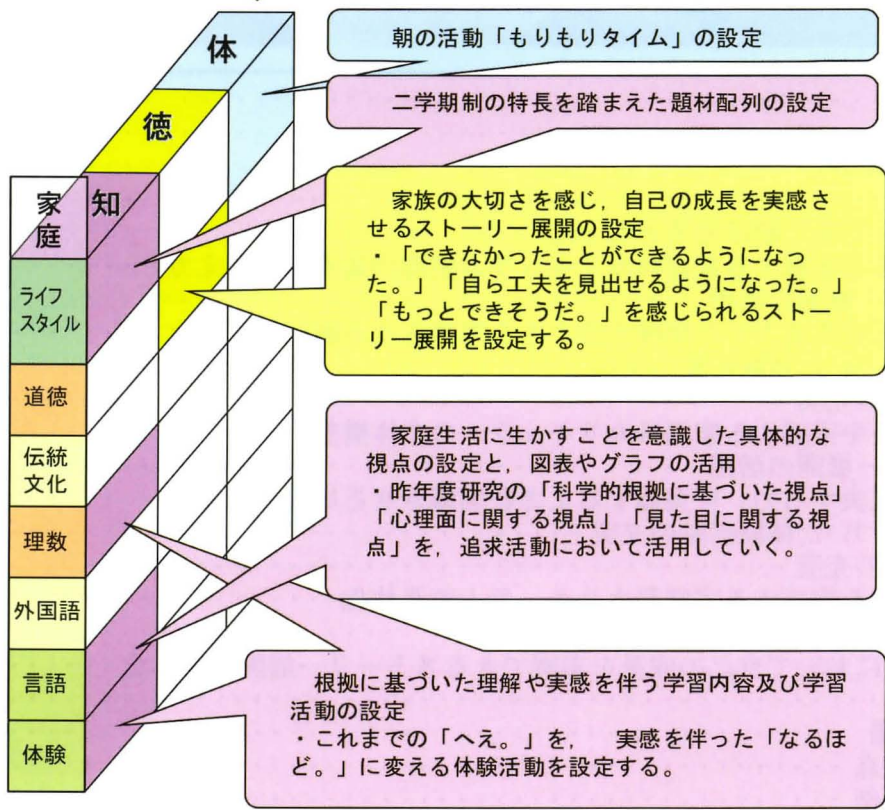 体
徳
知
家
庭
ライフ
スタイル
道徳
伝統
文化
理数
外国語
言語
体験
朝の活動「もりもりタイム」の設定
二学期制の特長を踏まえた題材配列の設定
家族の大切さを感じ，自己の成長を実感さ
せるストーリー展開の設定
・「できなかったことができるようになっ
た。」「自ら工夫を見出せるようになった。」
「もっとできそうだ。」を感じられるストー
リー展開を設定する。
家庭生活に生かすことを意識した具体的な
視点の設定と，図表やグラフの活用
・昨年度研究の「科学的根拠に基づいた視点」
「心理面に関する視点」「見た目に関する視
点」を，追求活動において活用していく。
根拠に基づいた理解や実感を伴う学習内容及び学習
活動の設定
・これまでの「へえ。」を，　実感を伴った「なるほ
ど。」に変える体験活動を設定する。